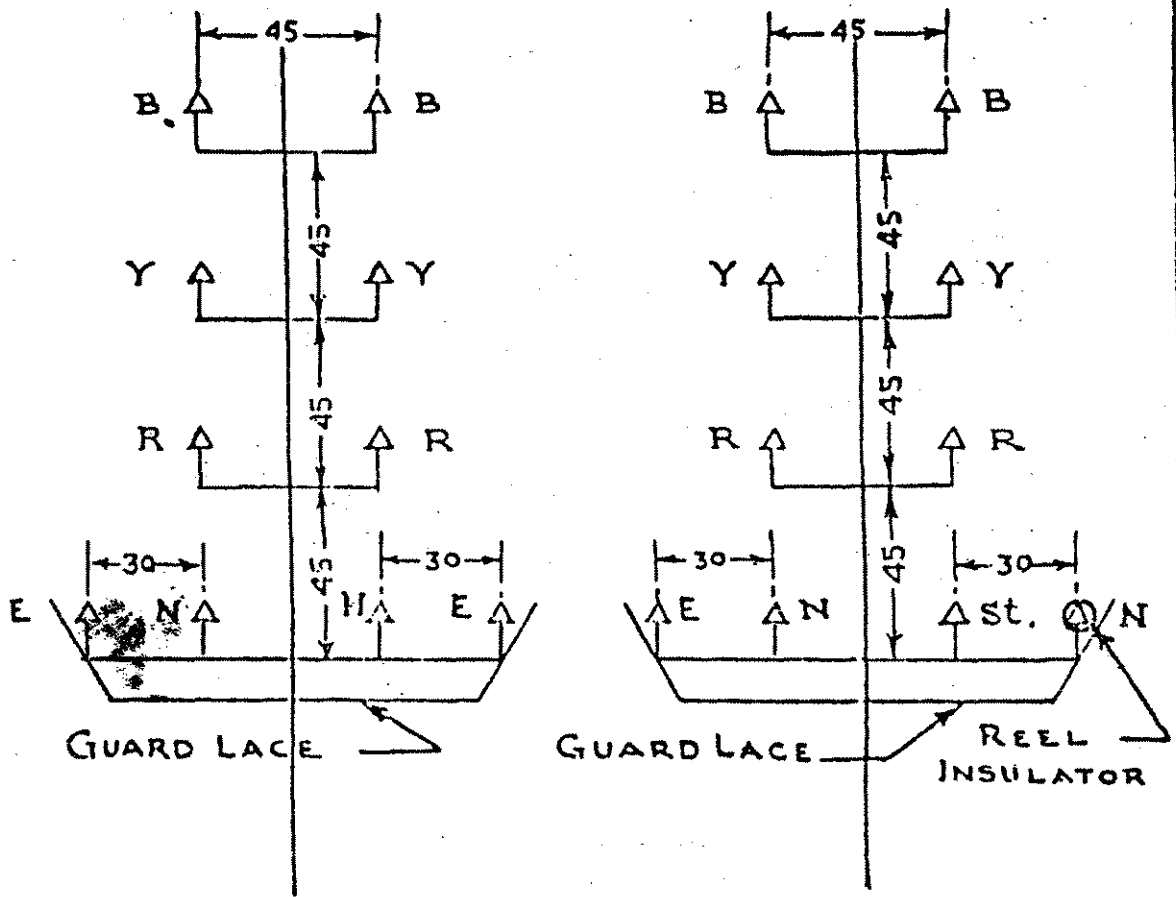 45 45
B B B B
45 45
Y Y Y Y
45 45
R R R R
30 45 30 30 45 30
E N N E E N St. N
GUARD LACE GUARD LACE REEL
INSULATOR